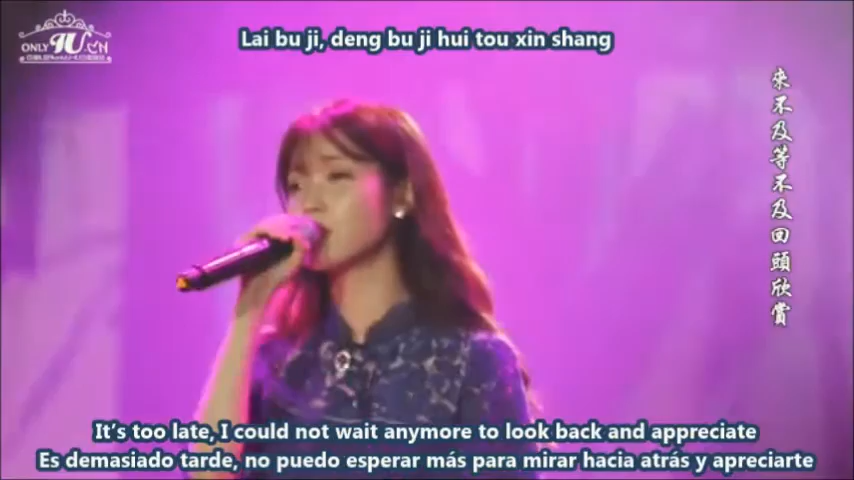 ONLY IU CN
Lai bu ji, deng bu ji hui tou xin shang
來不及等不及回頭欣賞
It's too late, I could not wait anymore to look back and appreciate
Es demasiado tarde, no puedo esperar más para mirar hacia atrás y apreciarte